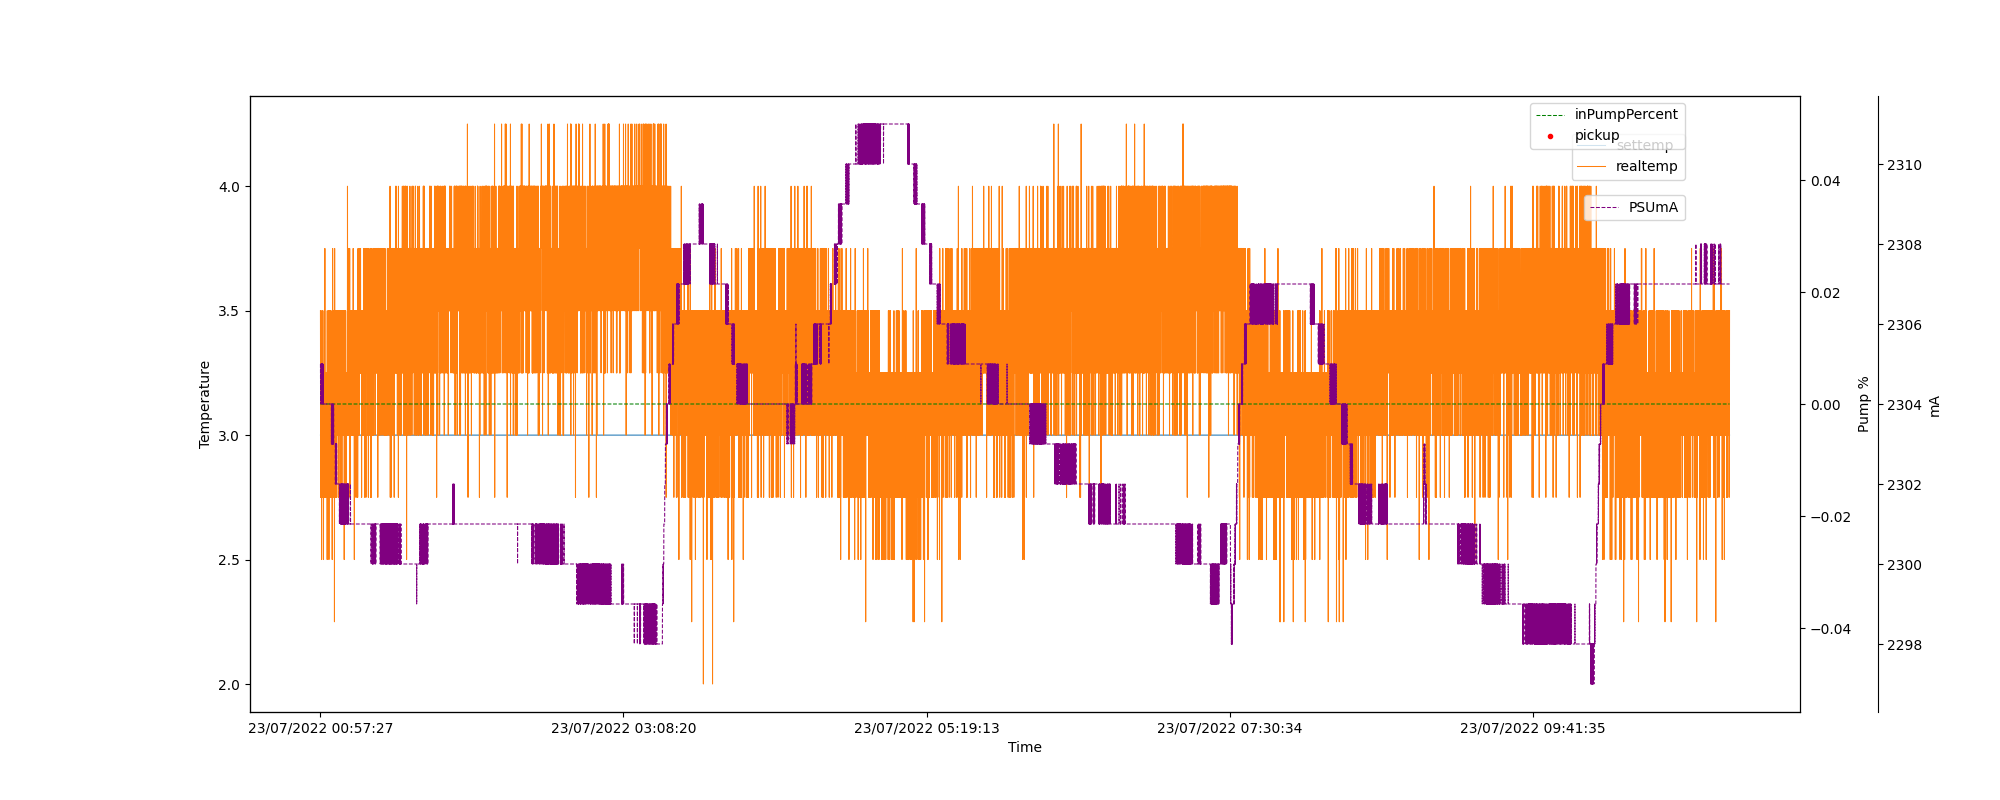 inPumpPercent
pickup
settemp
realtemp
PSUmA
4.0
3.5
3.0
2.5
2.0
Temperature
0.04
0.02
0.00
−0.02
−0.04
Pump %
2310
2308
2306
2304
2302
2300
2298
mA
23/07/2022 00:57:27
23/07/2022 03:08:20
23/07/2022 05:19:13
23/07/2022 07:30:34
23/07/2022 09:41:35
Time